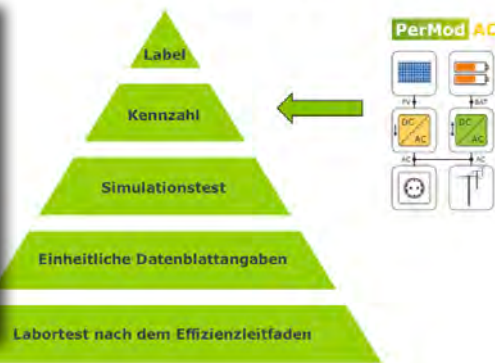 Label
Kennzahl
Simulationstest
Einheitliche Datenblattangaben
Labortest nach dem Effizienzleitfaden
PerMod AC
PV
BAT
DC
AC
DC
AC
AC
AC